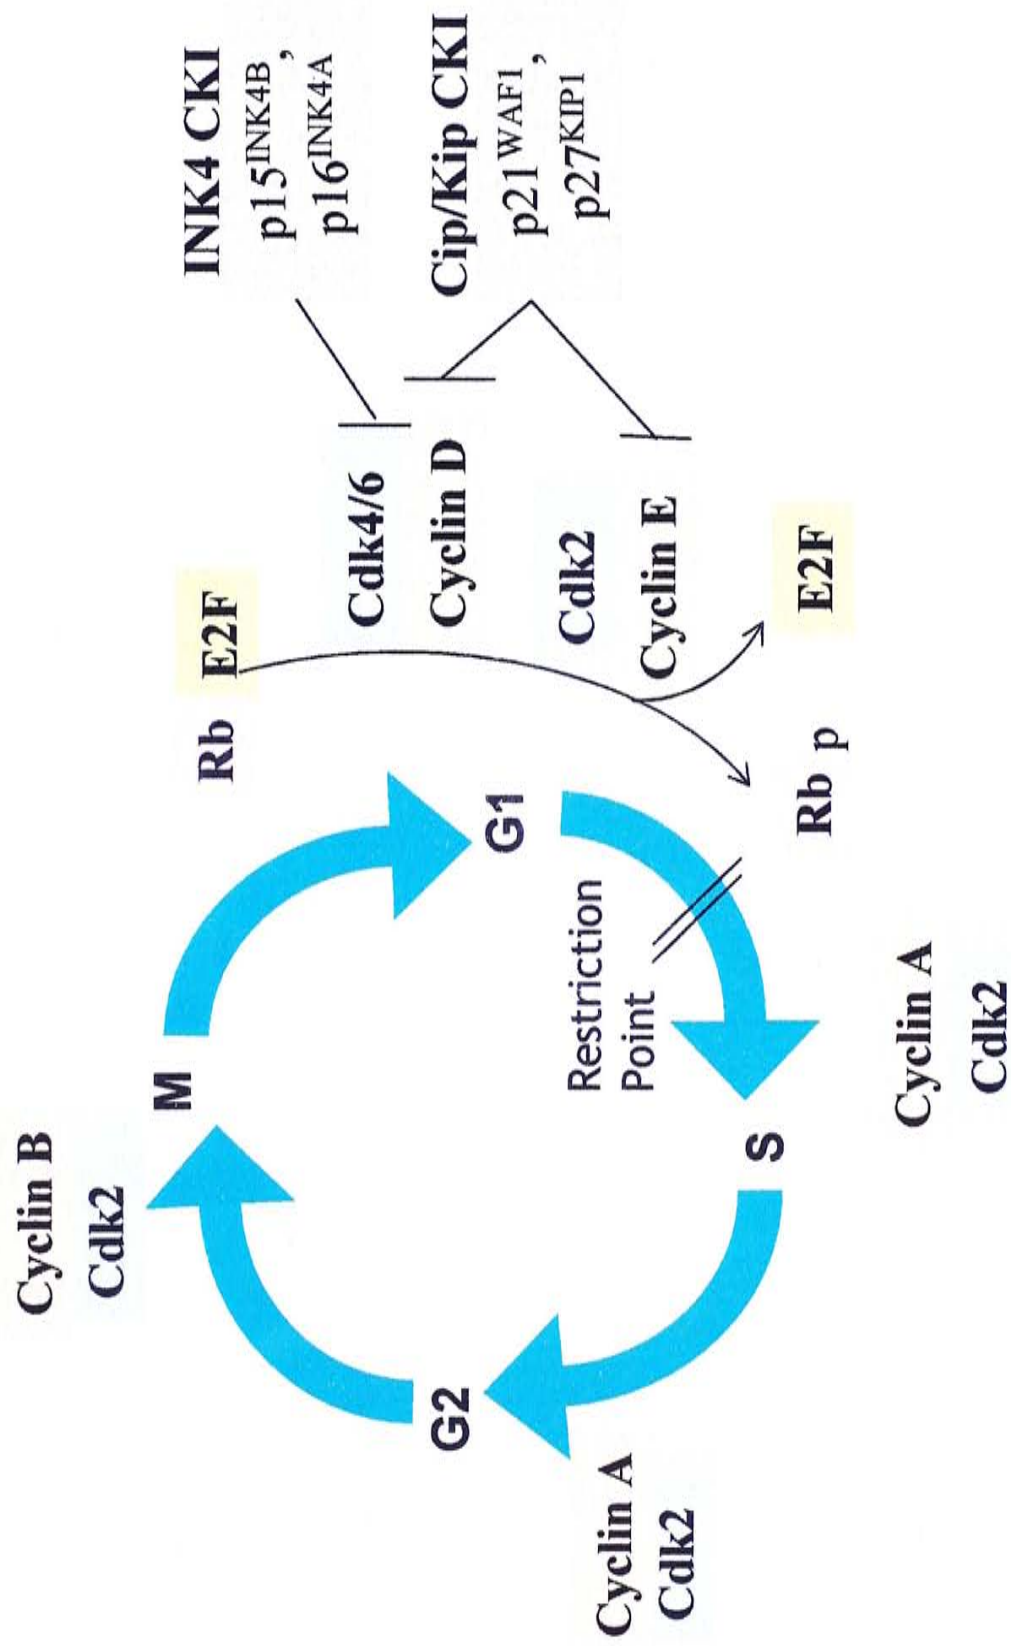 Cyclin B
Cdk2
M
Rb E2F
INK4 CKI
p15INK4B,
p16INK4A
Cdk4/6
Cyclin D
Cip/Kip CKI
p21WAF1,
p27KIP1
G2
G1
Cdk2
Cyclin E
Restriction
Point
Cyclin A
Cdk2
S
Rb p
E2F
Cyclin A
Cdk2